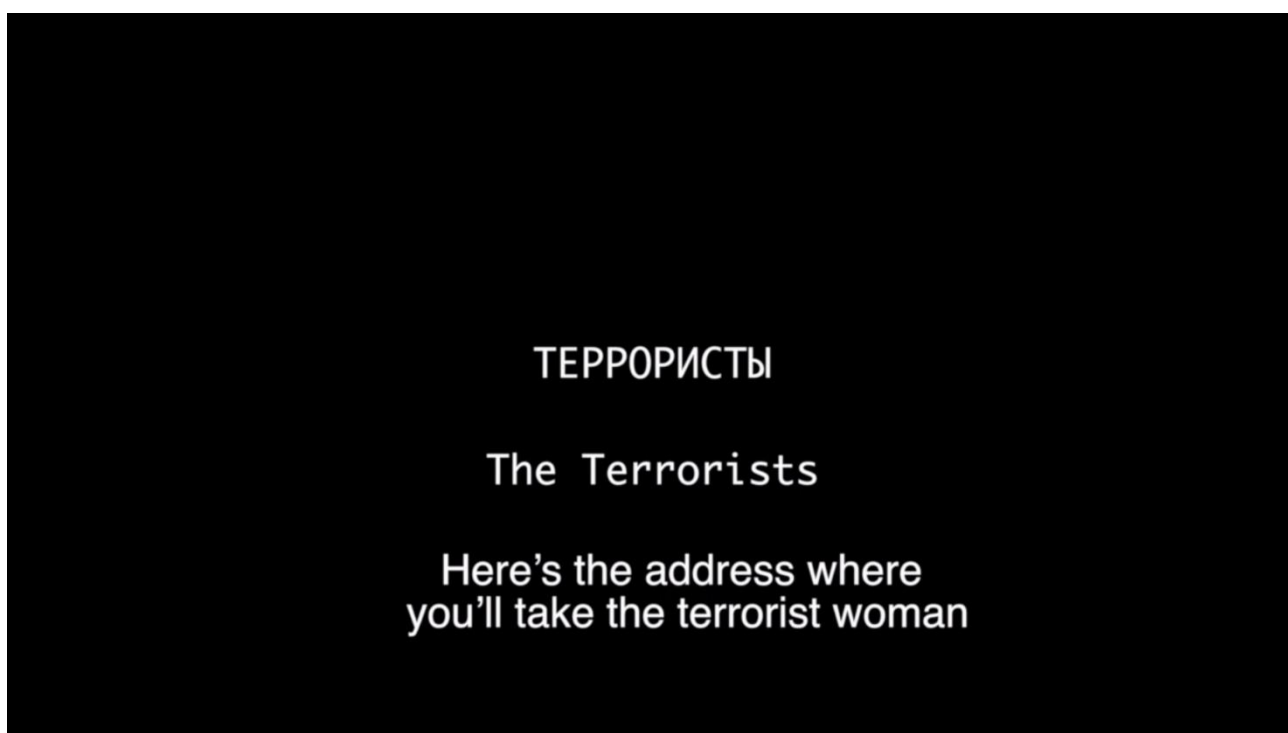 ТЕРРОРИСТЫ
The Terrorists
Here’s the address where
you’ll take the terrorist woman